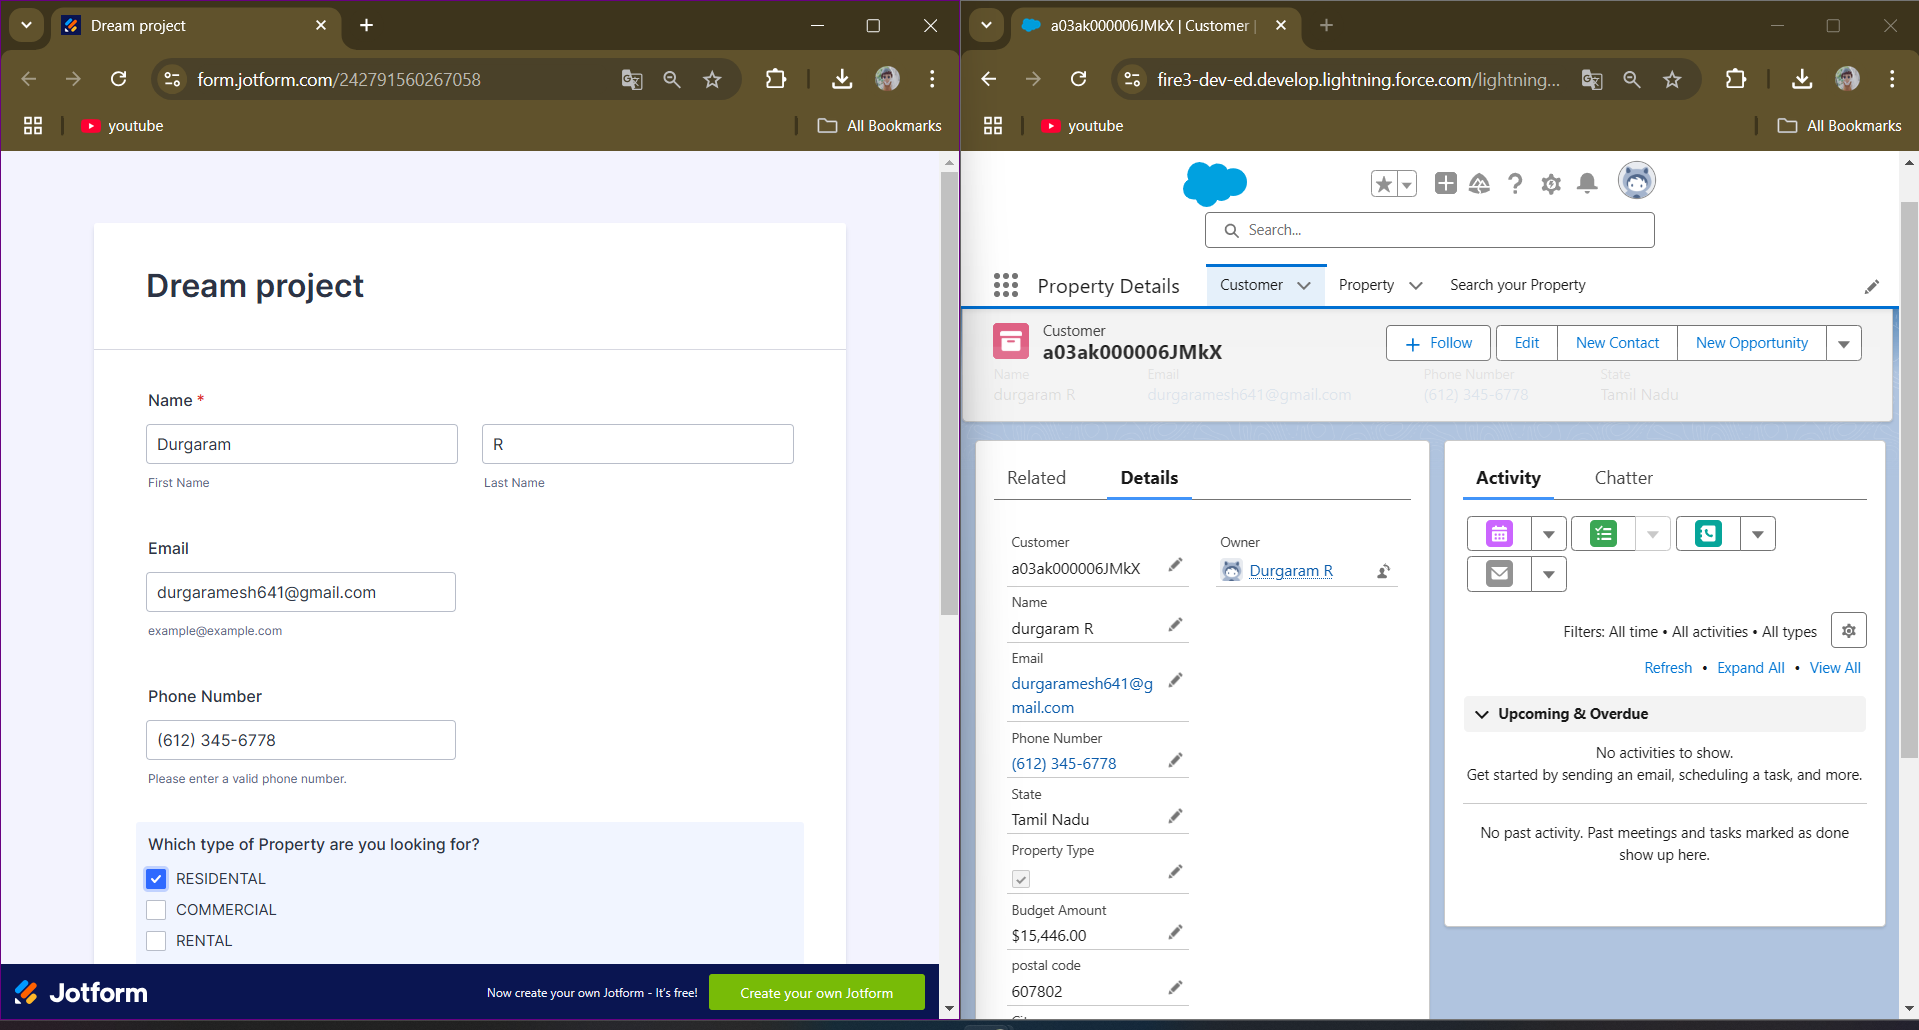 Dream project
form.jotform.com/242791560267058
youtube
All Bookmarks
Dream project
Name *
Durgaram
R
First Name
Last Name
Email
durgaramesh641@gmail.com
example@example.com
Phone Number
(612) 345-6778
Please enter a valid phone number.
Which type of Property are you looking for?
RESIDENTAL
COMMERCIAL
RENTAL
Jotform
Now create your own Jotform - It's free!
Create your own Jotform
a03ak000006JMkX | Customer |
fire3-dev-ed.develop.lightning.force.com/lightning...
youtube
All Bookmarks
Search...
Property Details
Customer
Property
Search your Property
Customer
a03ak000006JMkX
Follow
Edit
New Contact
New Opportunity
Name
Email
Phone Number
State
durgaram R
durgaramesh641@gmail.com
(612) 345-6778
Tamil Nadu
Related
Details
Customer
a03ak000006JMkX
Owner
Durgaram R
Name
durgaram R
Email
durgaramesh641@g
mail.com
Phone Number
(612) 345-6778
State
Tamil Nadu
Property Type
Budget Amount
$15,446.00
postal code
607802
Activity
Chatter
Filters: All time • All activities • All types
Refresh • Expand All • View All
Upcoming & Overdue
No activities to show.
Get started by sending an email, scheduling a task, and more.
No past activity. Past meetings and tasks marked as done
show up here.